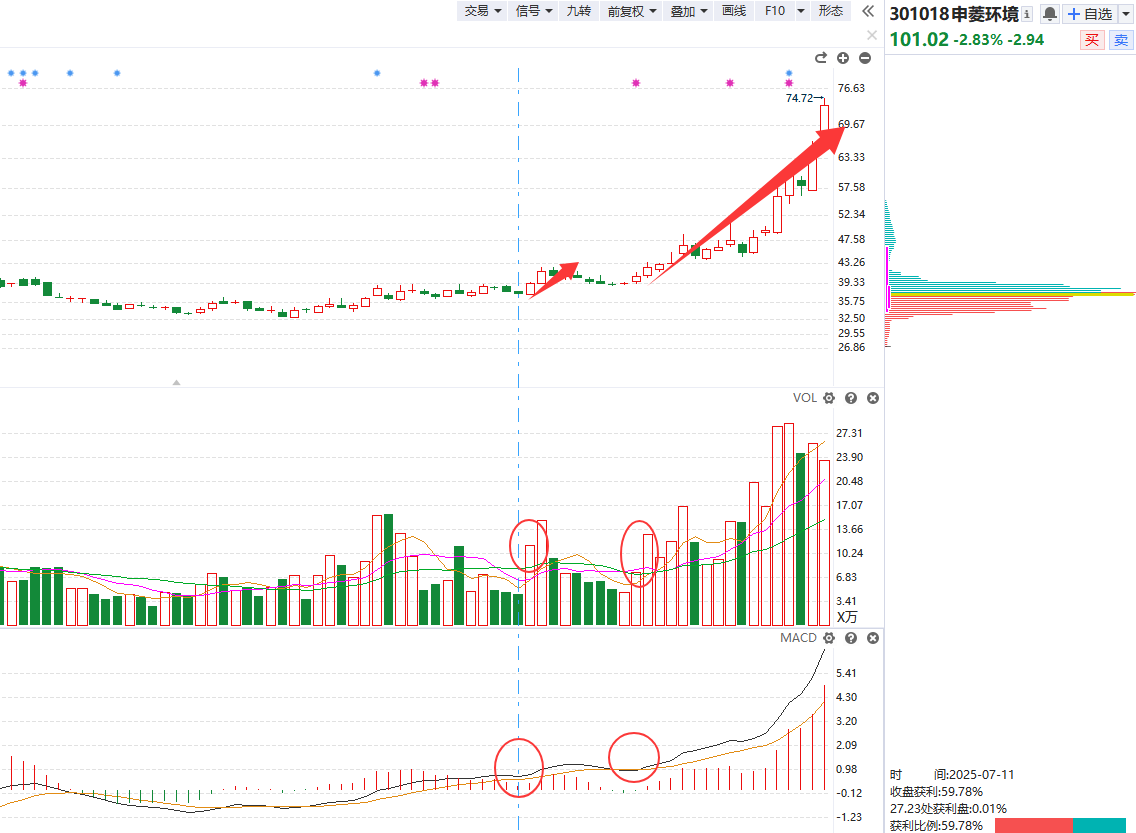 交易 信号 九转 前复权 叠加 画线 F10 形态
301018 申菱环境 自选
101.02 -2.83% -2.94 买 卖
76.63
74.72
69.67
63.33
57.58
52.34
47.58
43.26
39.33
35.75
32.50
29.55
26.86
VOL
27.31
23.90
20.48
17.07
13.66
10.24
6.83
3.41
X万
MACD
5.41
4.30
3.20
2.09
0.98
-0.12
-1.23
时 间:2025-07-11
收盘获利:59.78%
27.23处获利盘:0.01%
获利比例:59.78%